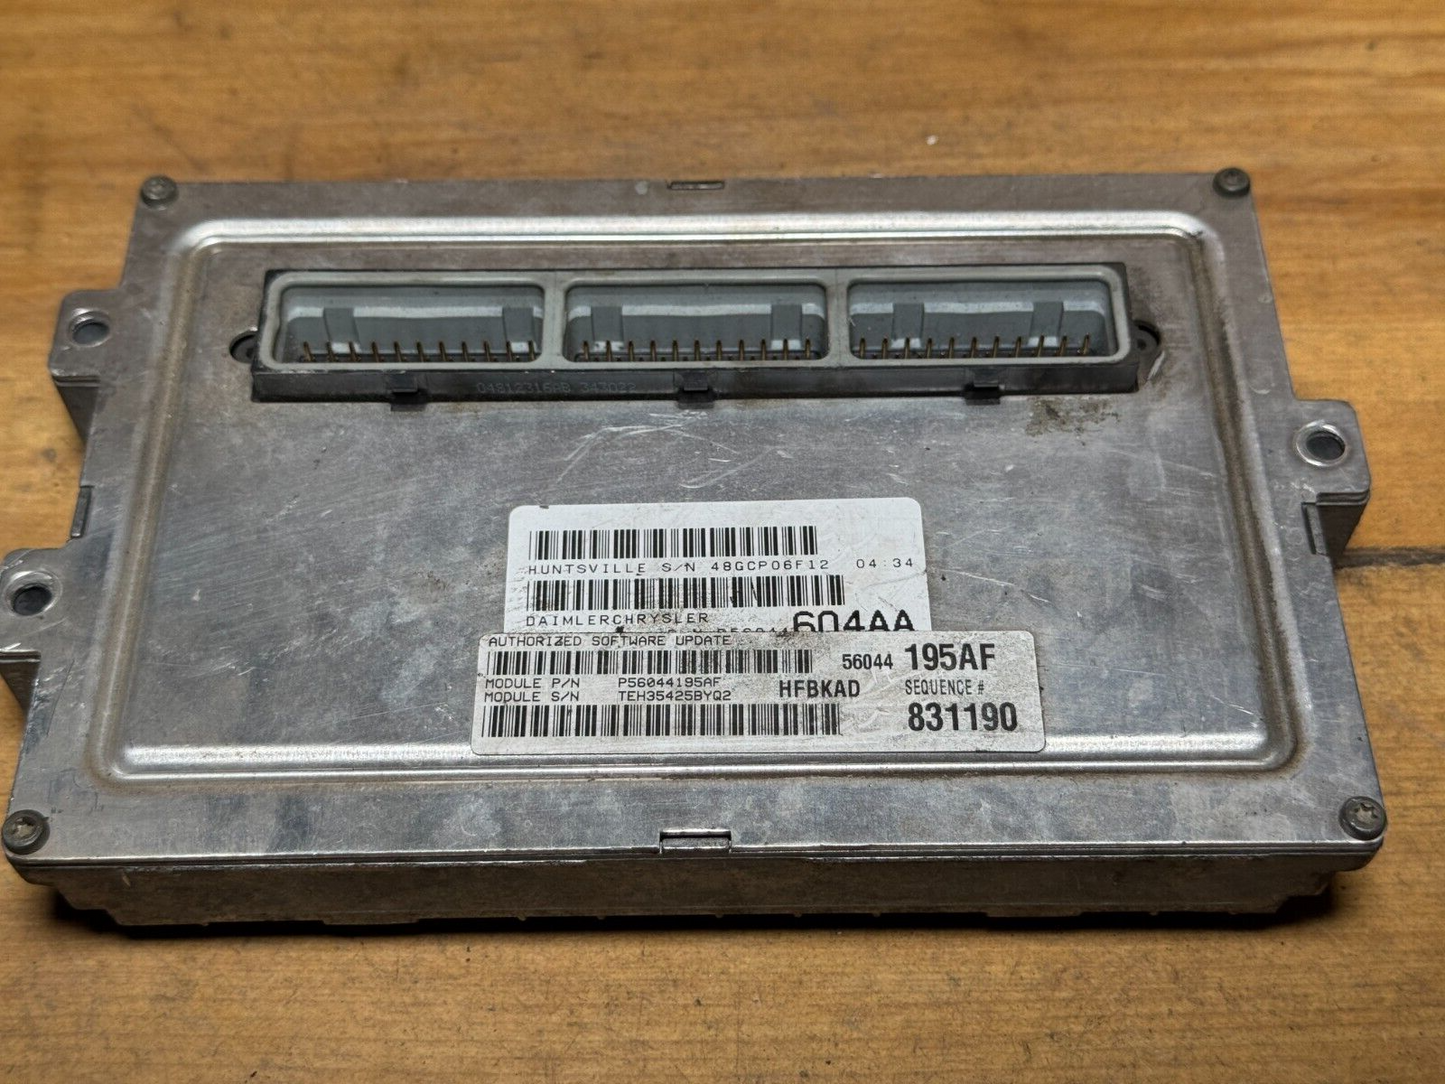 04812316AB 343022
HUNTSVILLE S/N 48GCP06F12 04:34
DAIMLERCHRYSLER
604AA
AUTHORIZED SOFTWARE UPDATE
56044 195AF
MODULE P/N P56044195AF
MODULE S/N TEH35425BYQ2
HFBKAD SEQUENCE #
831190